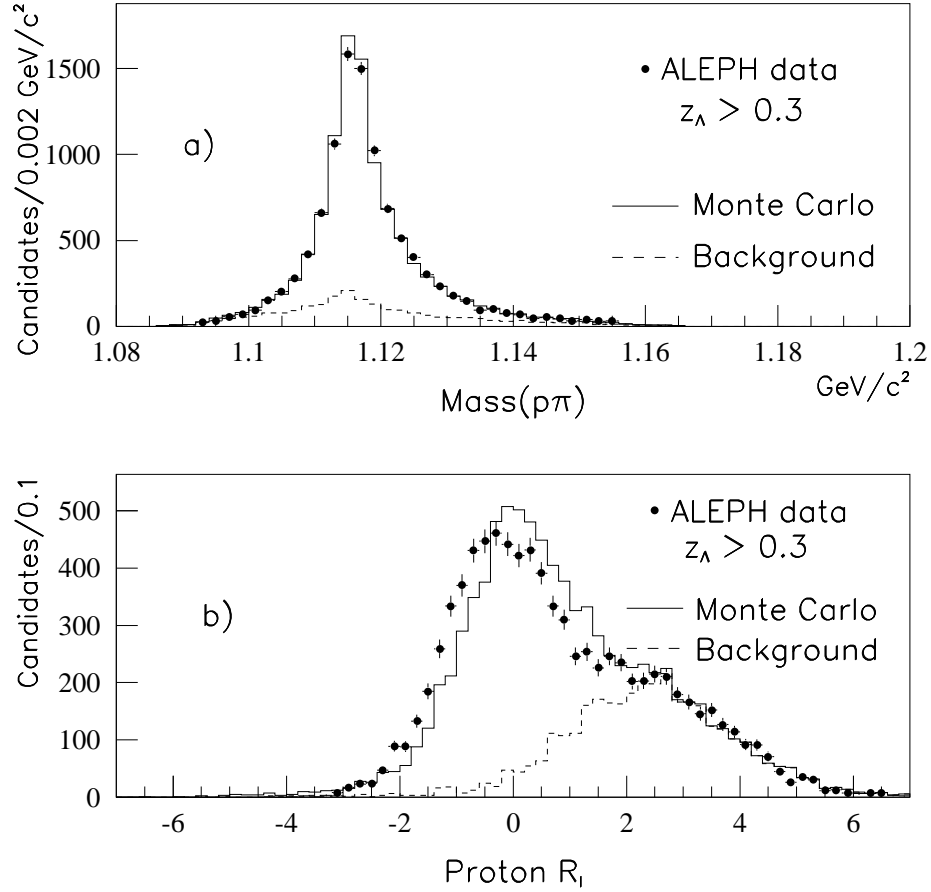 Candidates/0.002 GeV/c²
1500
1000
500
0
a)
ALEPH data
z_Λ > 0.3
Monte Carlo
Background
1.08 1.1 1.12 1.14 1.16 1.18 1.2
GeV/c²
Mass(pπ)
Candidates/0.1
500
400
300
200
100
0
b)
ALEPH data
z_Λ > 0.3
Monte Carlo
Background
-6 -4 -2 0 2 4 6
Proton R_I